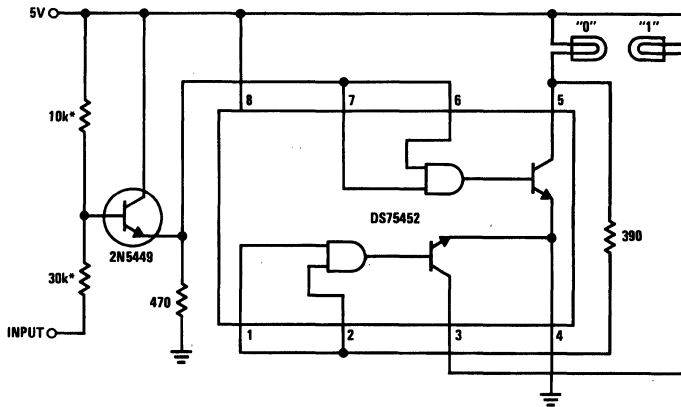 5V
"0" "1"
8 7 6 5
10k*
DS75452
2N5449
30k*
470
390
INPUT
1 2 3 4